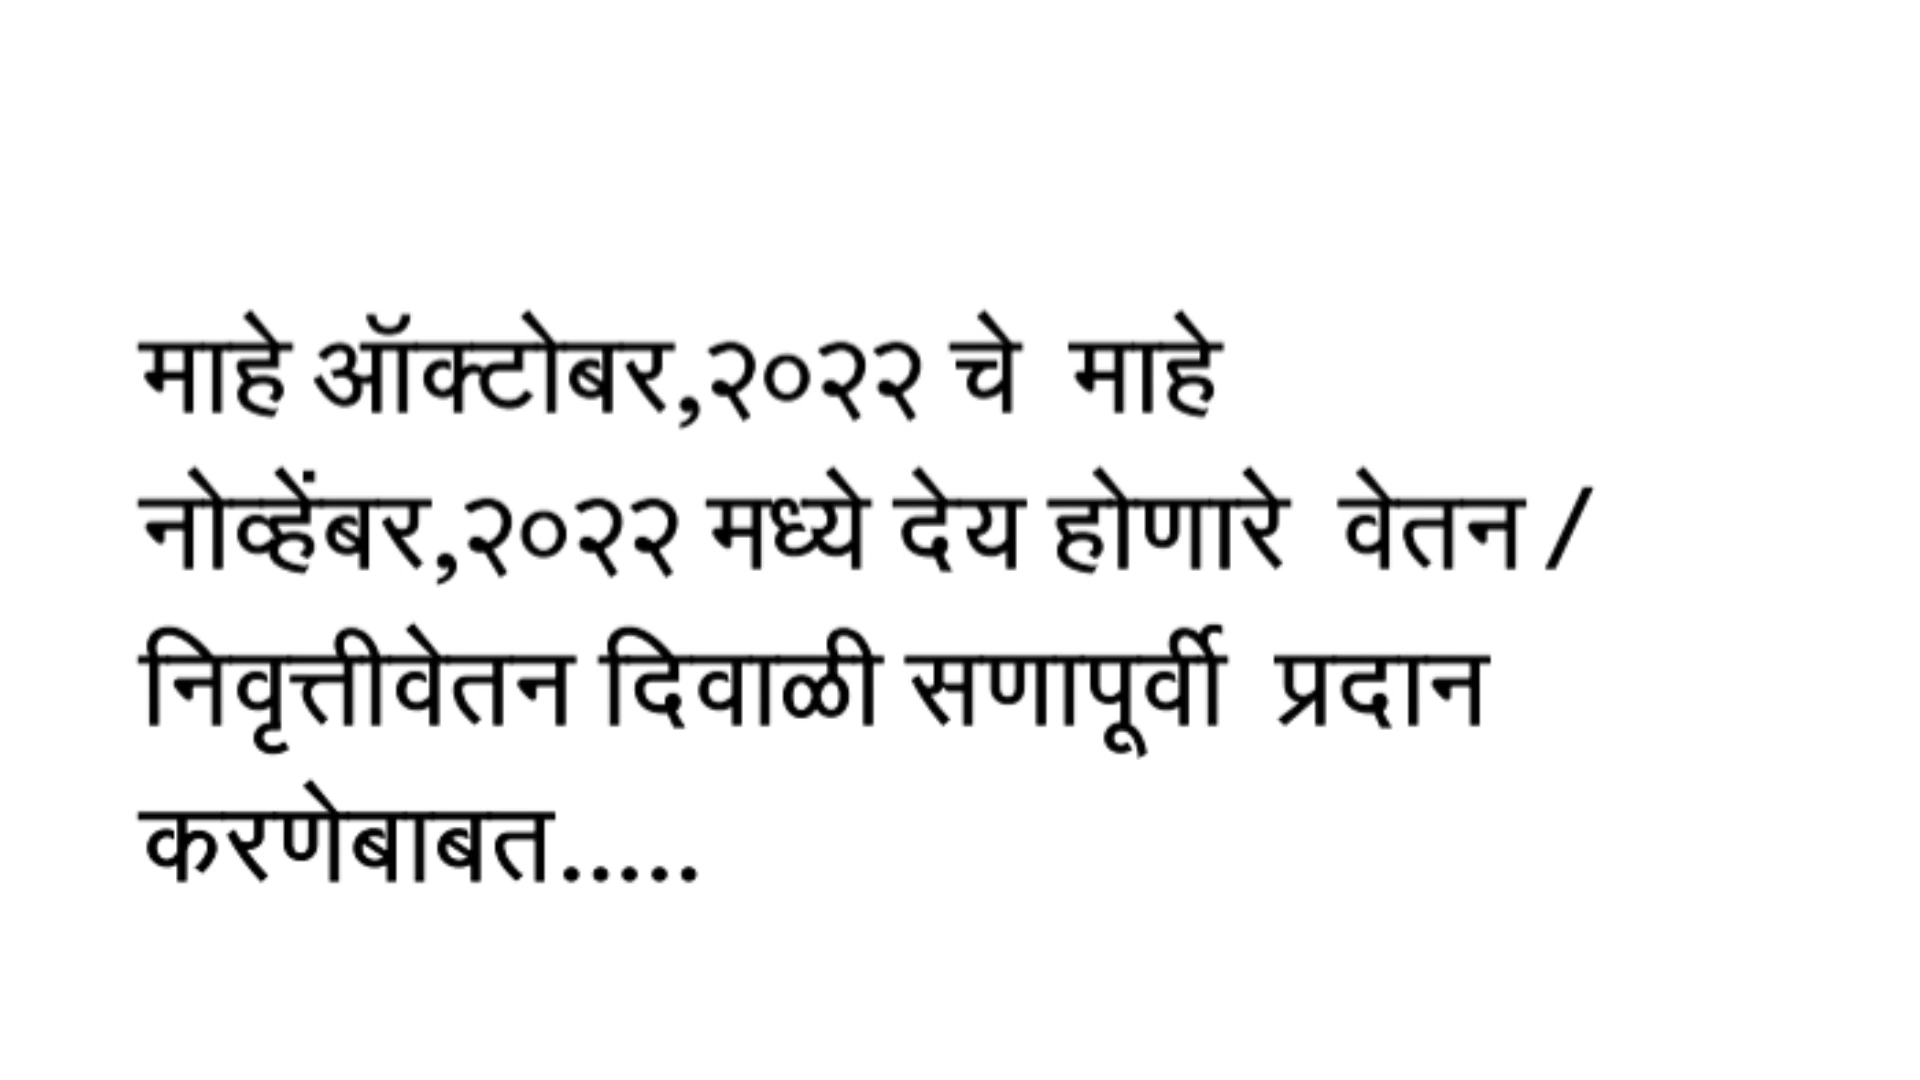 माहे ऑक्टोबर,२०२२ चे  माहे
नोव्हेंबर,२०२२ मध्ये देय होणारे  वेतन /
निवृत्तीवेतन दिवाळी सणापूर्वी  प्रदान
करणेबाबत.....